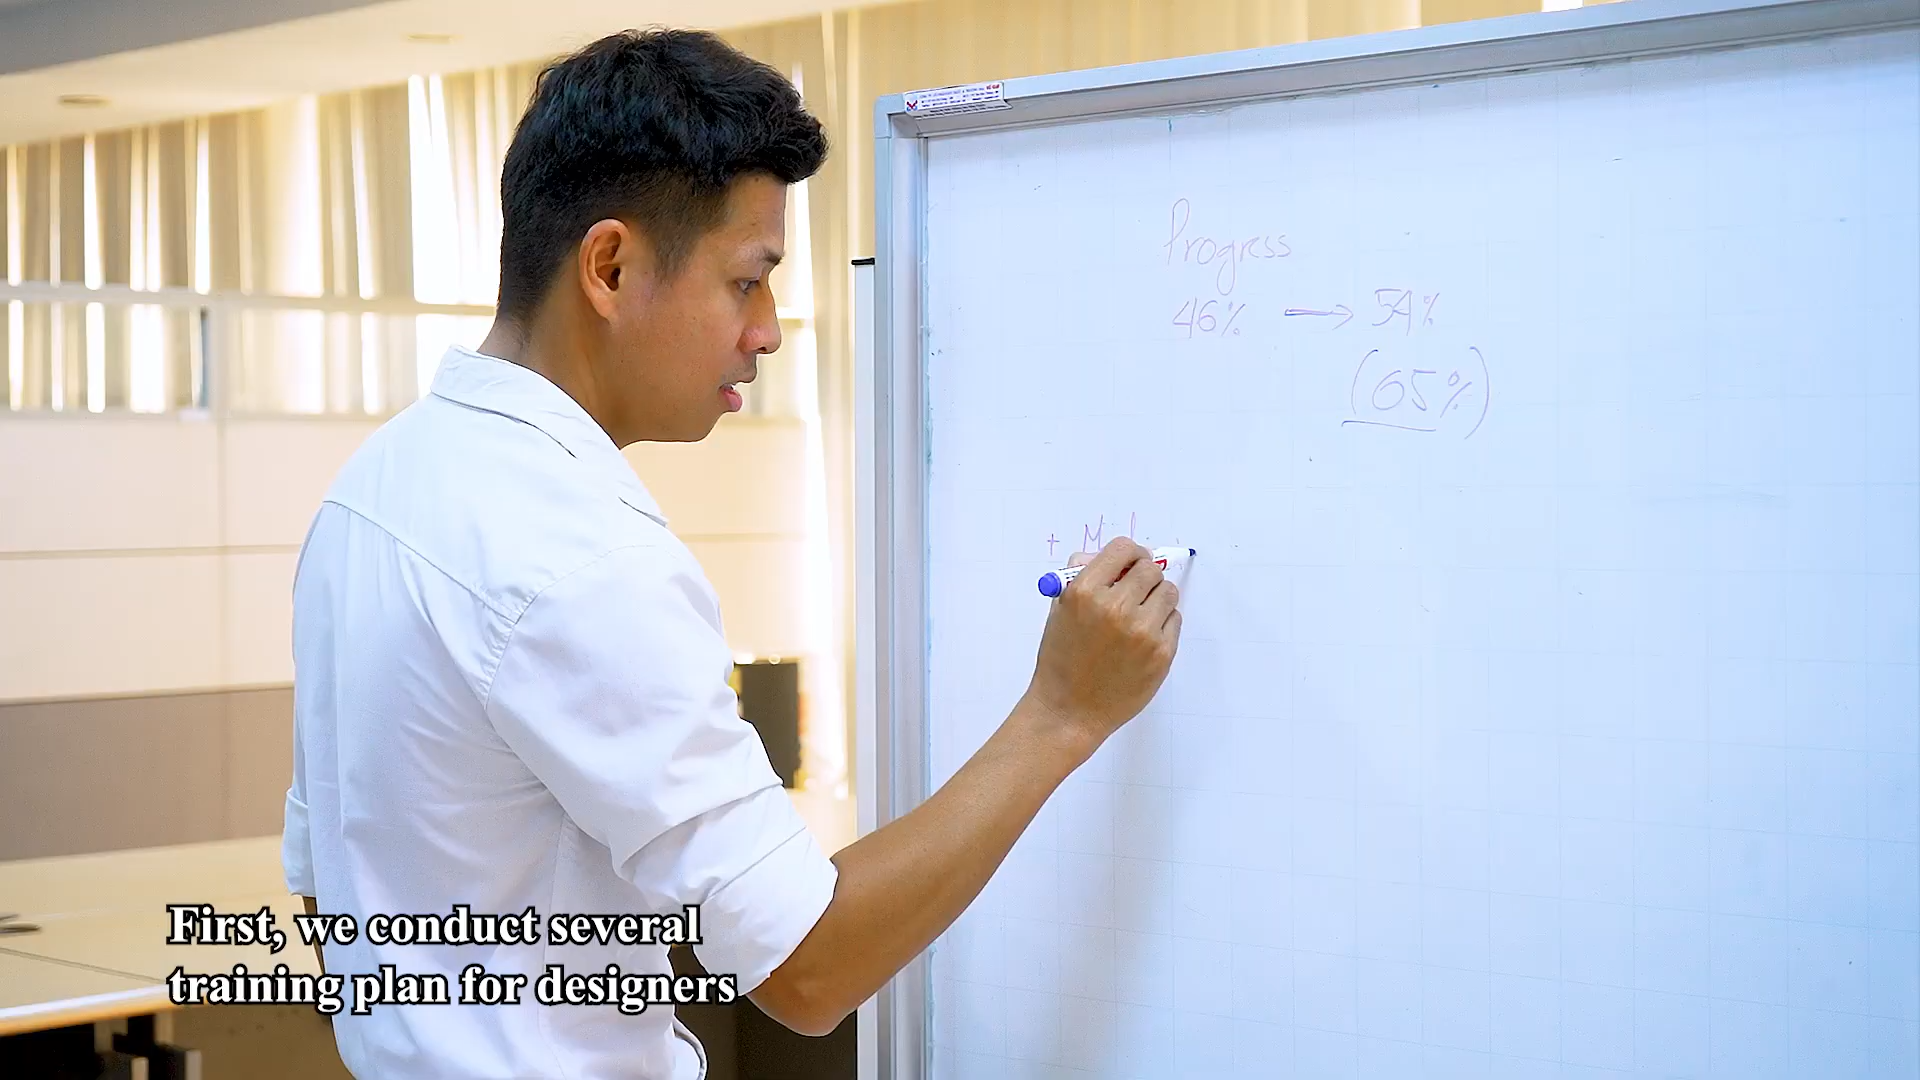 Progress
46% → 54%
(65%)
+
First, we conduct several
training plan for designers